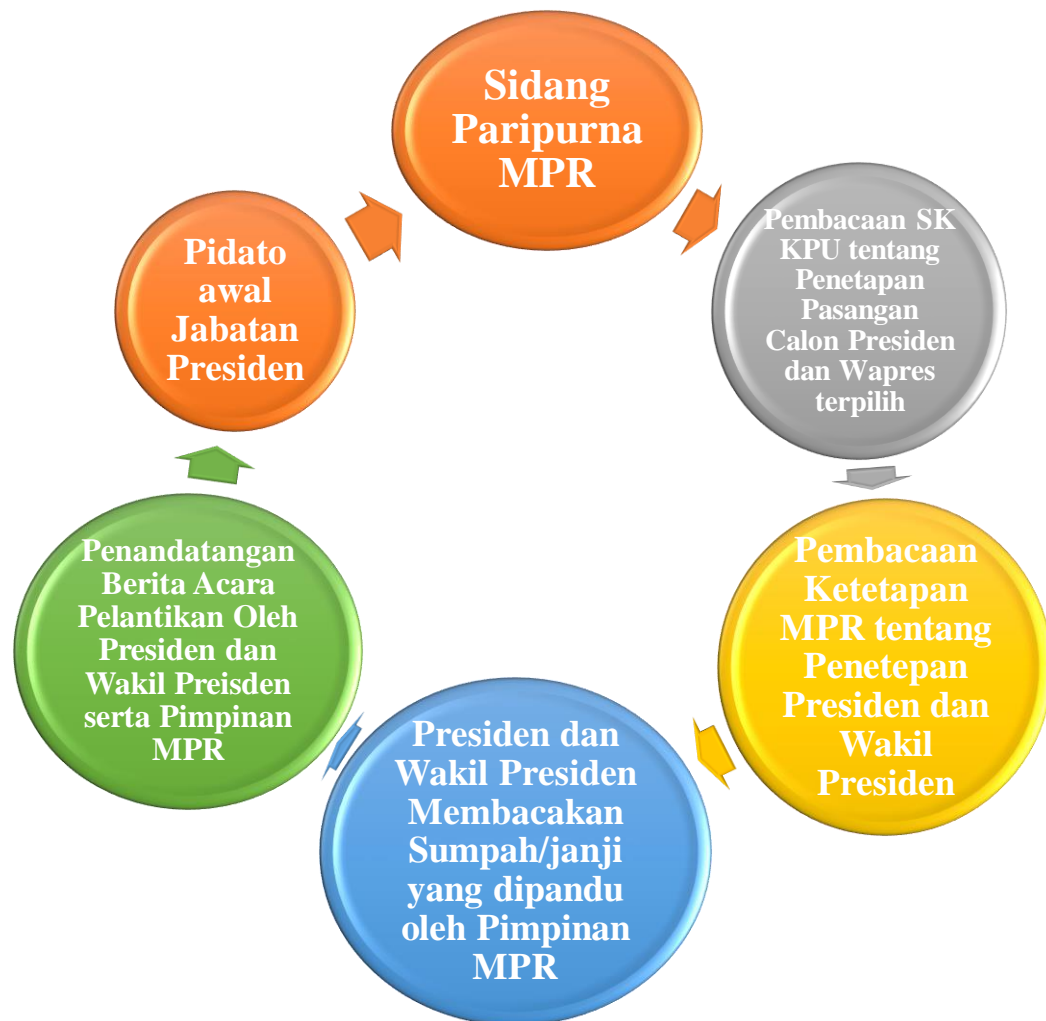 Sidang
Paripurna
MPR
Pembacaan SK
KPU tentang
Penetapan
Pasangan
Calon Presiden
dan Wapres
terpilih
Pembacaan
Ketetapan
MPR tentang
Penetepan
Presiden dan
Wakil
Presiden
Presiden dan
Wakil Presiden
Membacakan
Sumpah/janji
yang dipandu
oleh Pimpinan
MPR
Penandatangan
Berita Acara
Pelantikan Oleh
Presiden dan
Wakil Preisden
serta Pimpinan
MPR
Pidato
awal
Jabatan
Presiden